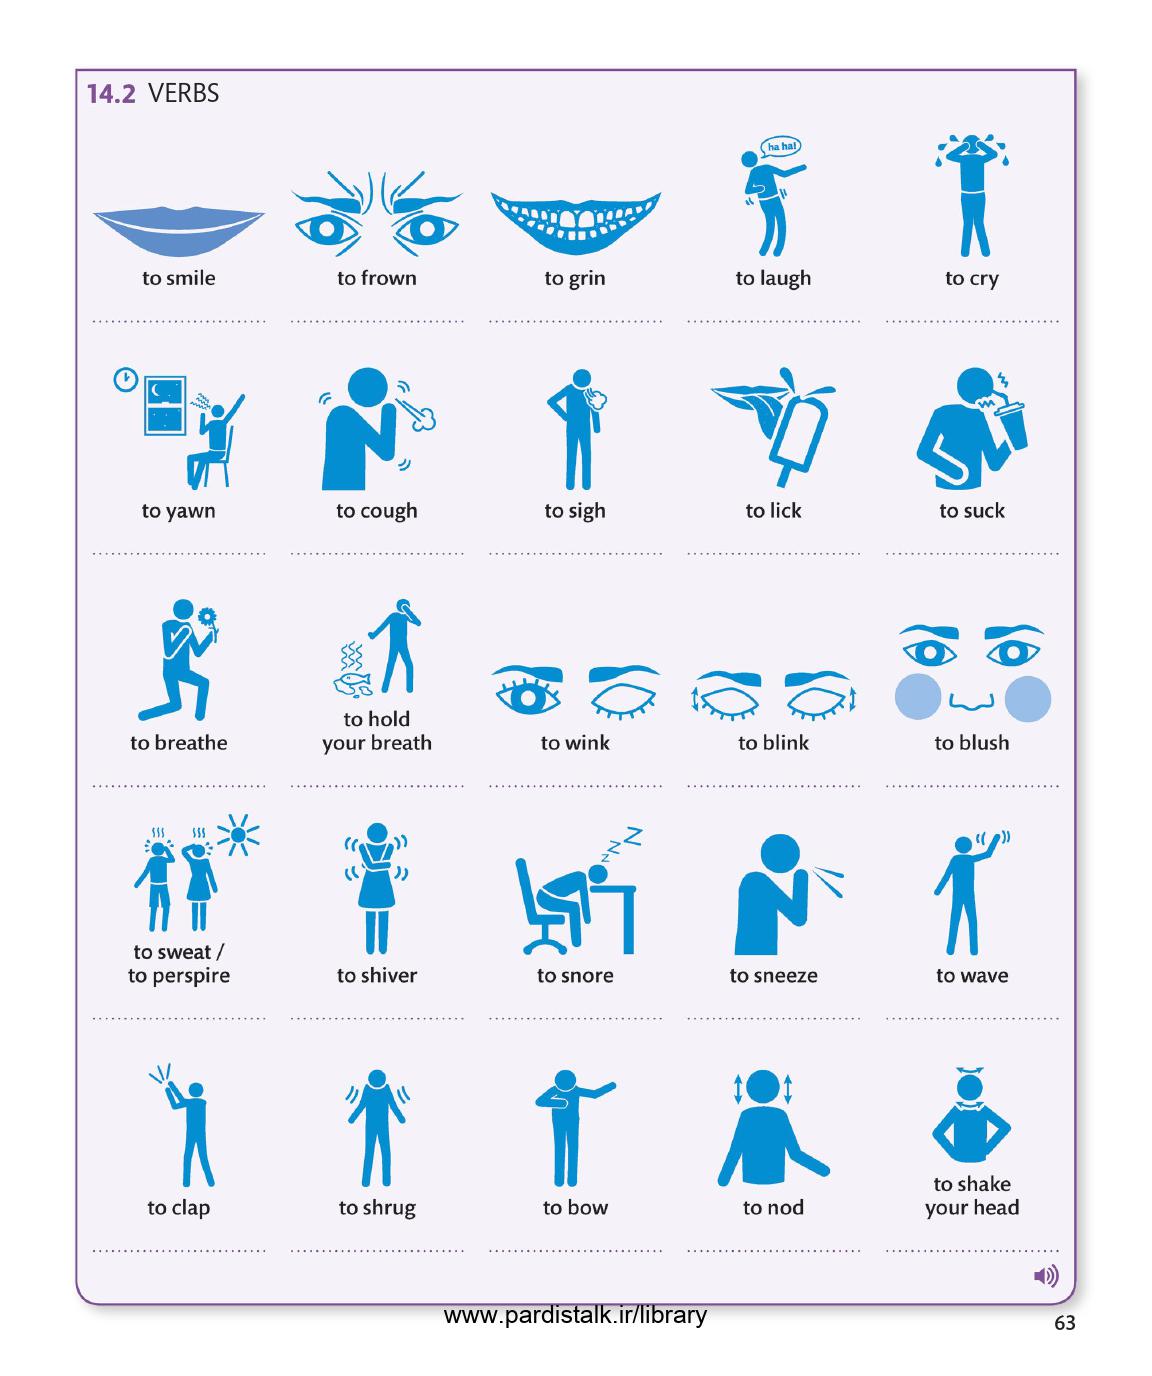 14.2 VERBS
ha ha!
to smile
to frown
to grin
to laugh
to cry
to yawn
to cough
to sigh
to lick
to suck
to breathe
to hold
your breath
to wink
to blink
to blush
z z z
to sweat /
to perspire
to shiver
to snore
to sneeze
to wave
to clap
to shrug
to bow
to nod
to shake
your head
www.pardistalk.ir/library
63